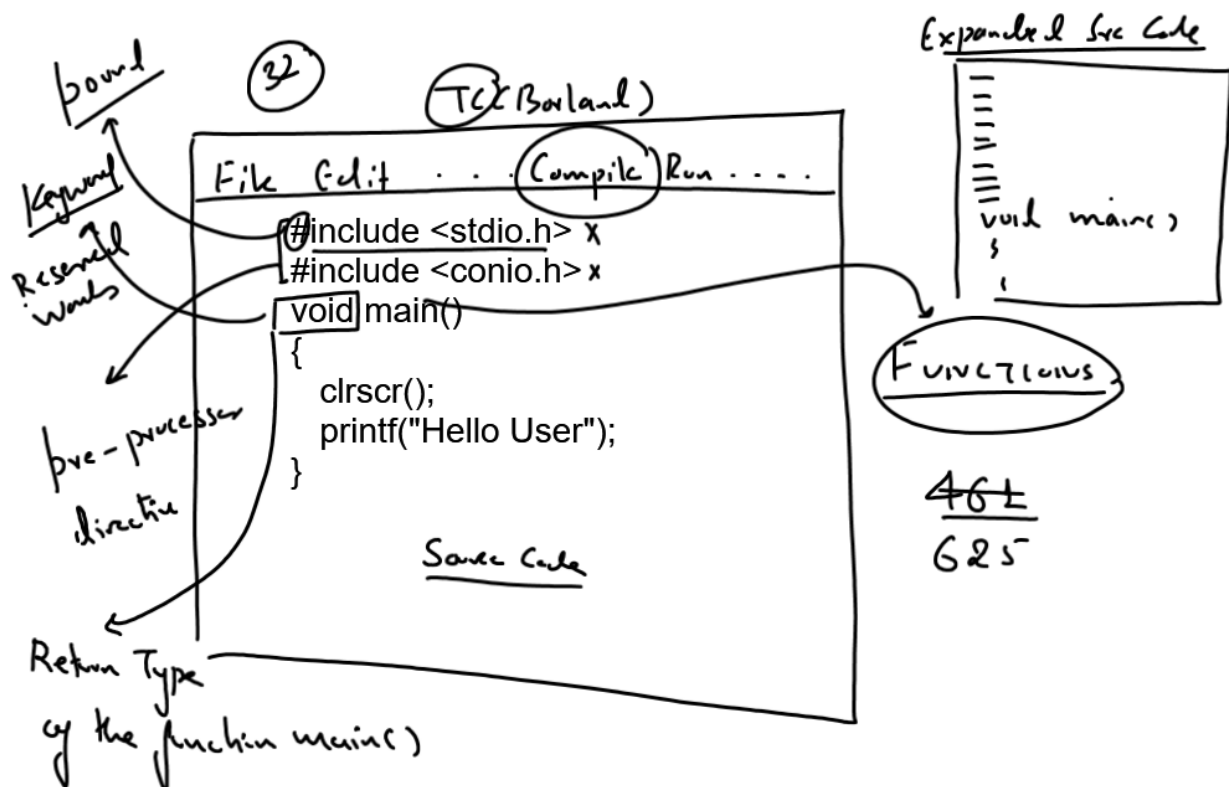 Expanded Src Code
pound
32
TC (Borland)
File Edit . . . Compile Run . . . .
Keyword
Reserved
words
#include <stdio.h> x
#include <conio.h> x
void main()
{
clrscr();
printf("Hello User");
}
void main()
{
Functions
pre-processor
directive
461
625
Source Code
Return Type
of the function main()